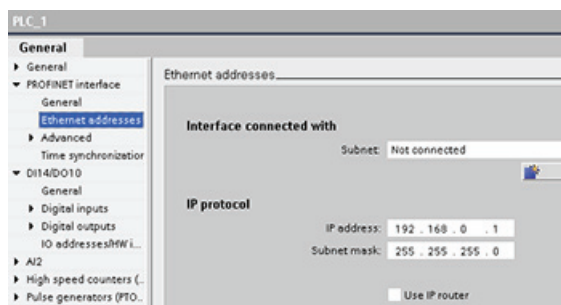 PLC_1
General
General
PROFINET interface
General
Ethernet addresses
Advanced
Time synchronization
DI14/DO10
General
Digital inputs
Digital outputs
IO addresses/HW i...
AI2
High speed counters (..
Pulse generators (PTO..
Ethernet addresses
Interface connected with
Subnet: Not connected
IP protocol
IP address: 192 . 168 . 0 . 1
Subnet mask: 255 . 255 . 255 . 0
Use IP router